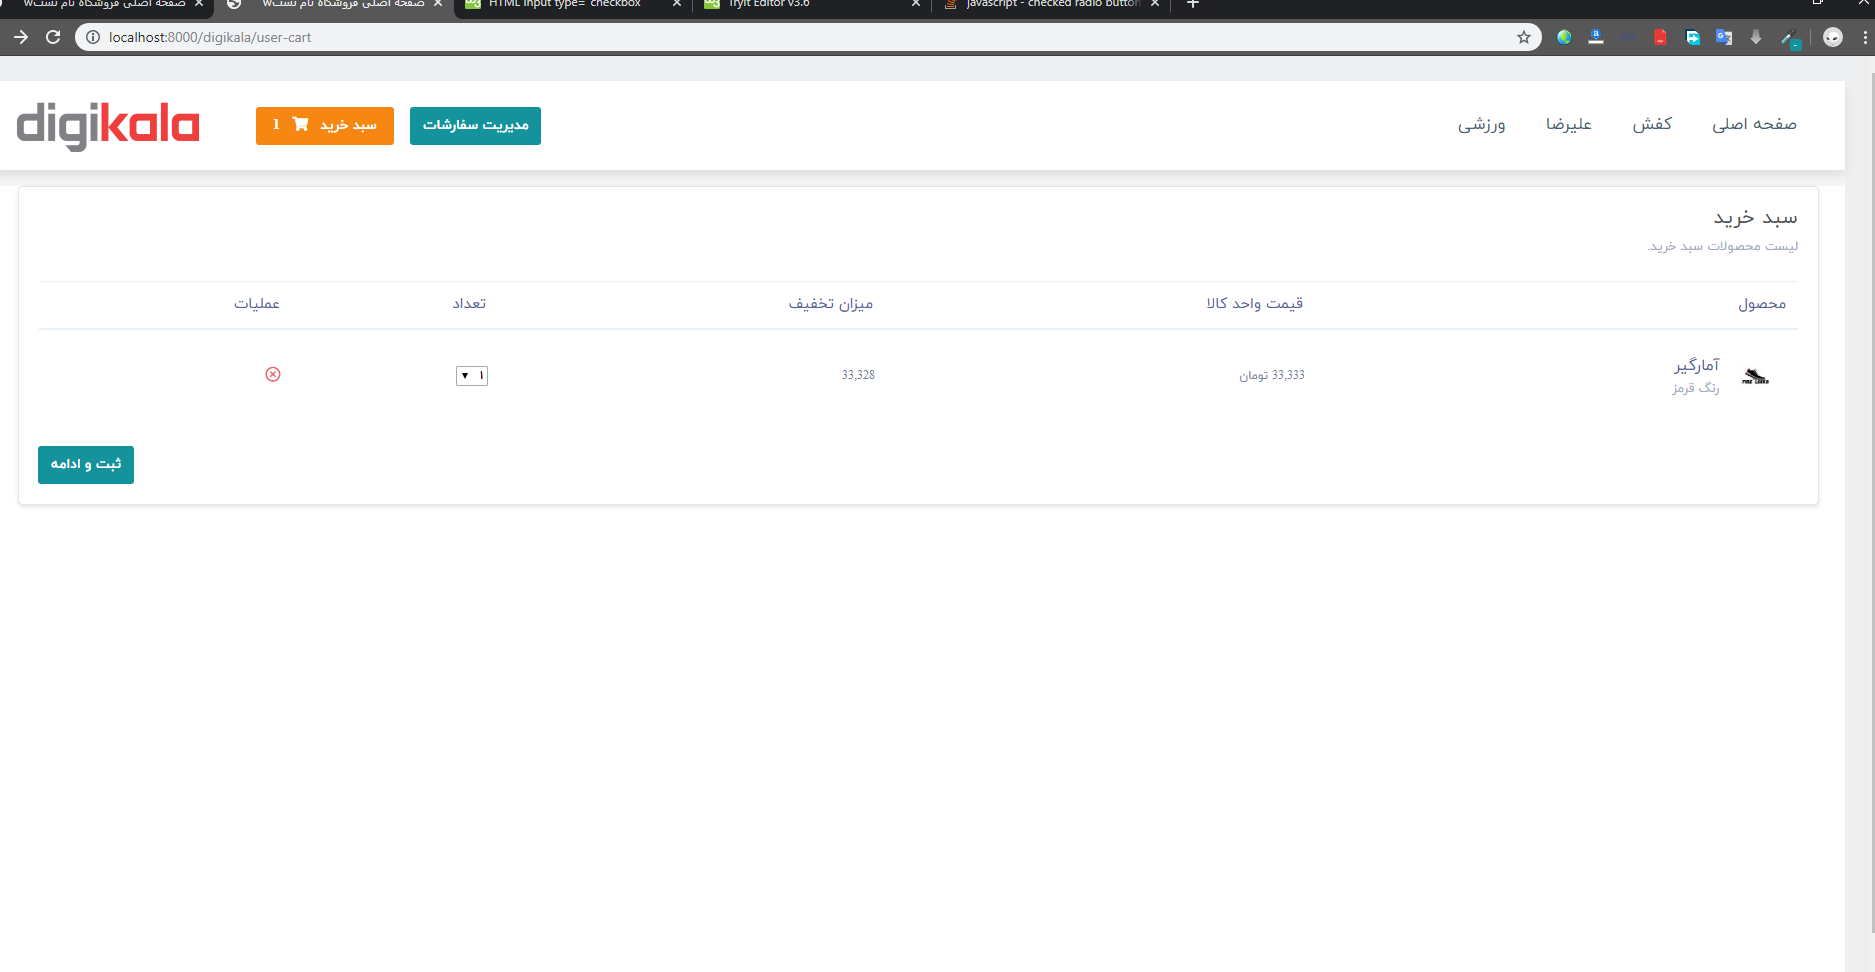 صفحه اصلی فروشگاه نام تست‌w
صفحه اصلی فروشگاه نام تست‌w
HTML input type="checkbox
Tryit Editor v3.6
javascript - checked radio button
localhost:8000/digikala/user-cart
صفحه اصلی
کفش
علیرضا
ورزشی
مدیریت سفارشات
سبد خرید 1
digikala
سبد خرید
لیست محصولات سبد خرید.
محصول قیمت واحد کالا میزان تخفیف تعداد عملیات
آمارگیر
رنگ قرمز
33,333 تومان
33,328
۱
ثبت و ادامه